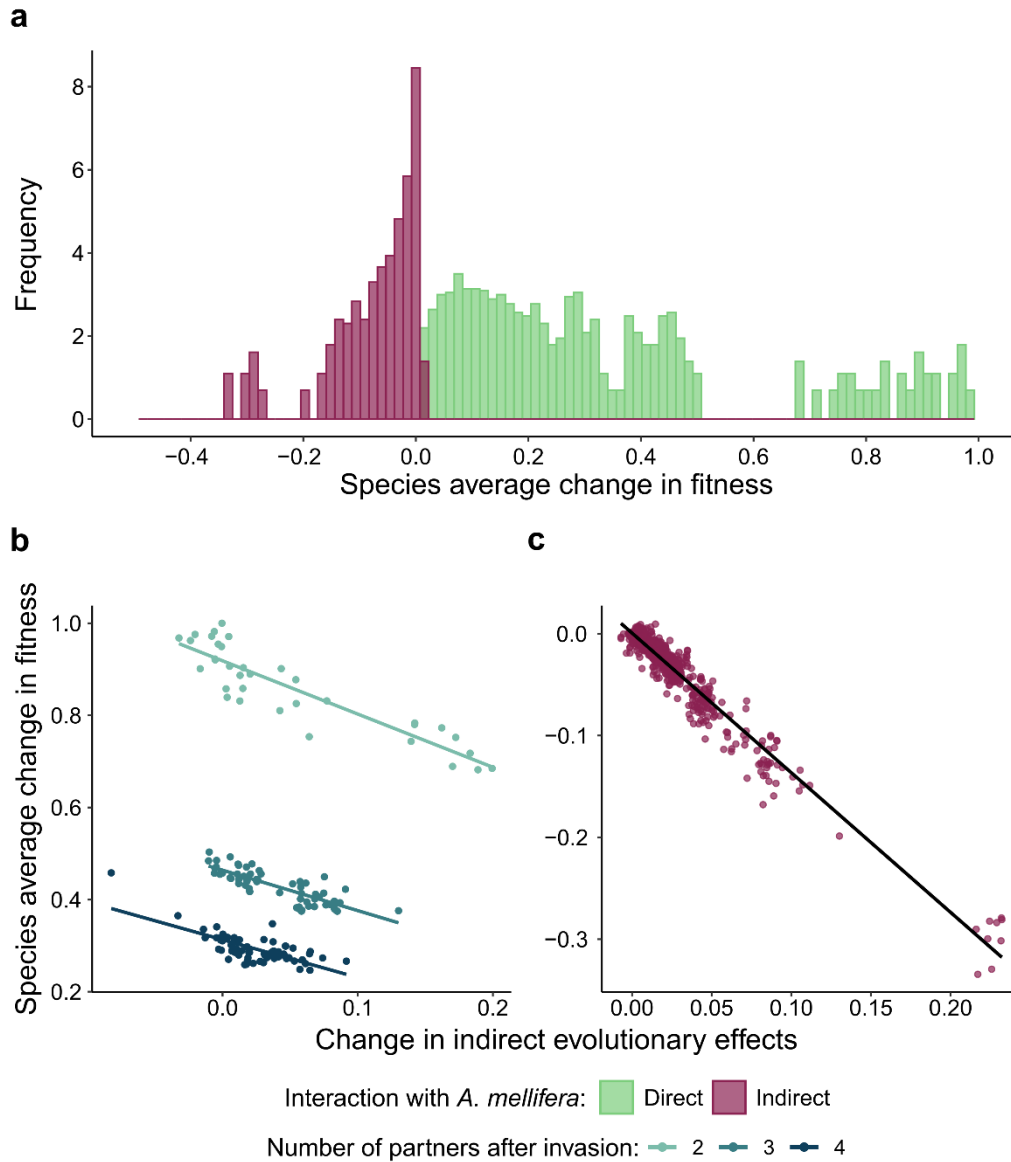 a
8
6
4
2
0
Frequency
−0.4 −0.2 0.0 0.2 0.4 0.6 0.8 1.0
Species average change in fitness
b
c
1.0
0.8
0.6
0.4
0.2
Species average change in fitness
0.0 0.1 0.2
0.0
−0.1
−0.2
−0.3
0.00 0.05 0.10 0.15 0.20
Change in indirect evolutionary effects
Interaction with A. mellifera: Direct Indirect
Number of partners after invasion: 2 3 4